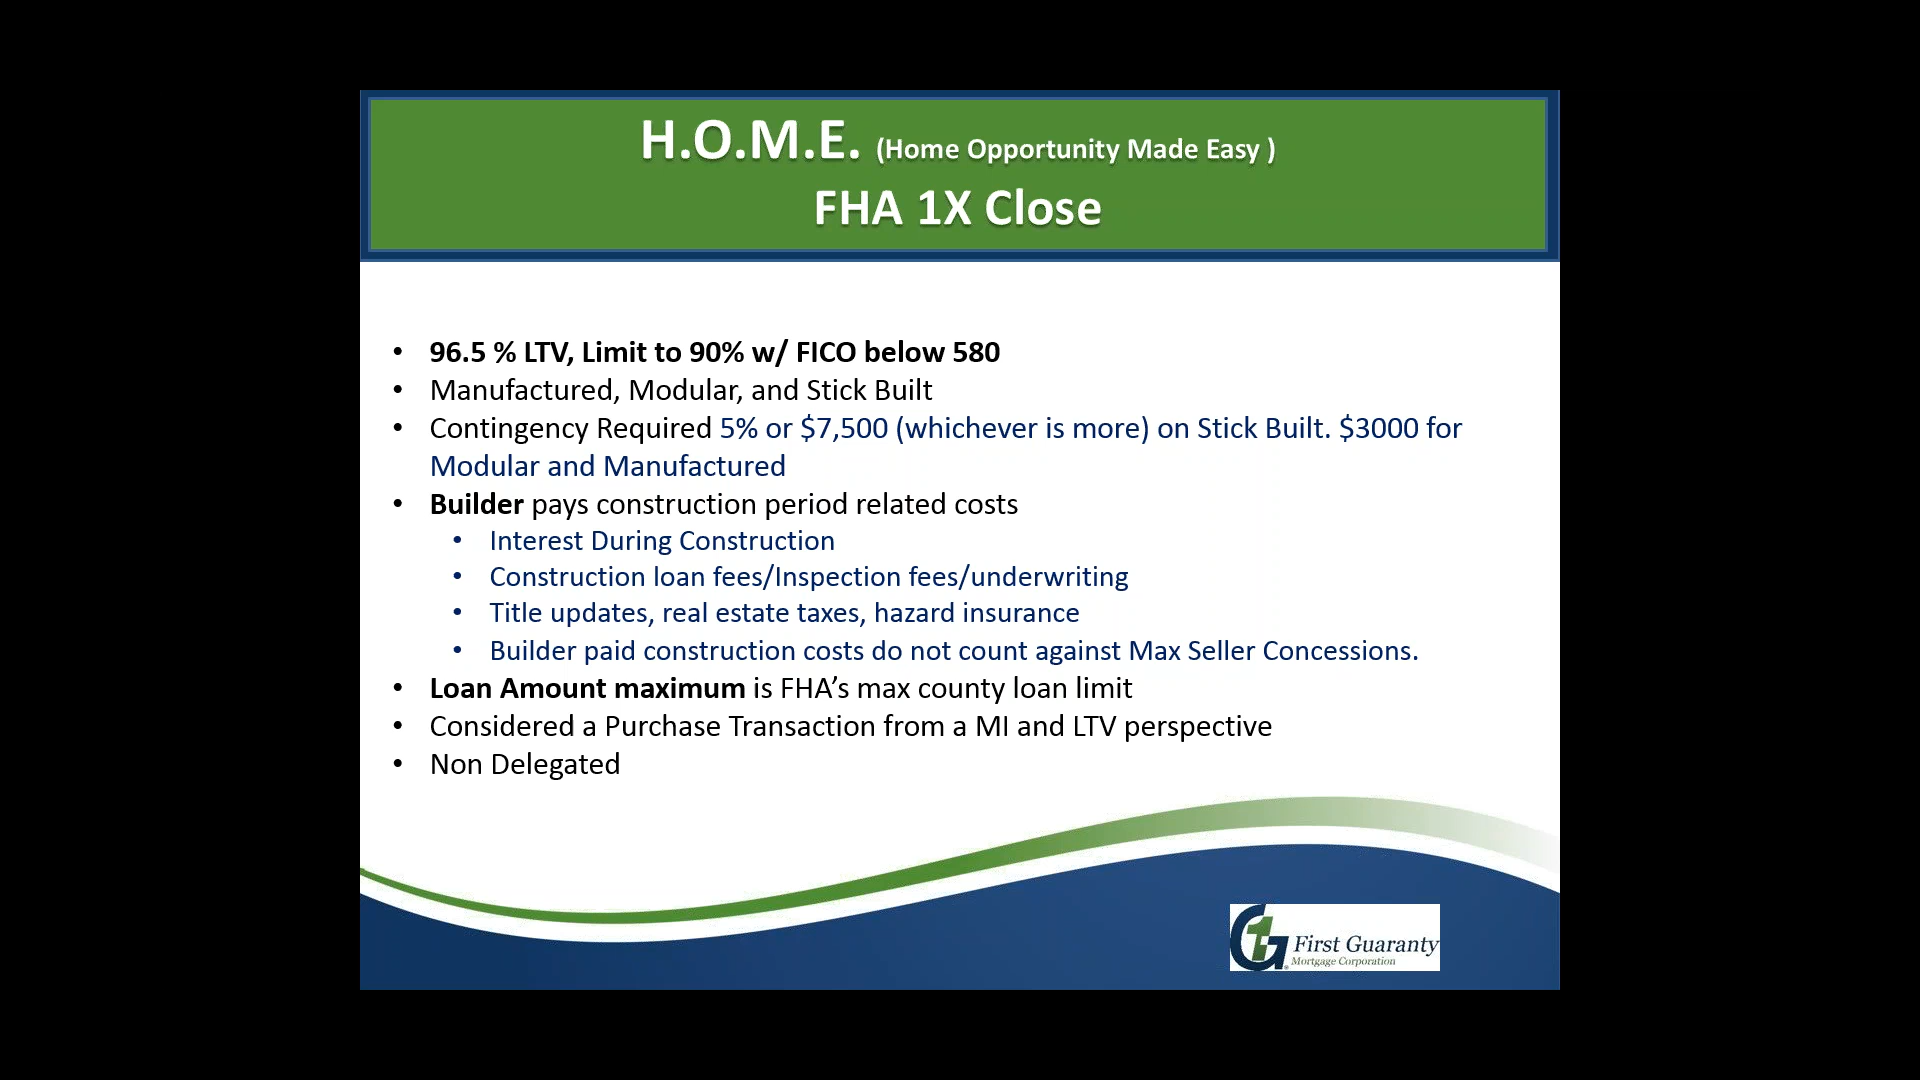 H.O.M.E. (Home Opportunity Made Easy )
FHA 1X Close
• 96.5 % LTV, Limit to 90% w/ FICO below 580
• Manufactured, Modular, and Stick Built
• Contingency Required 5% or $7,500 (whichever is more) on Stick Built. $3000 for
Modular and Manufactured
• Builder pays construction period related costs
• Interest During Construction
• Construction loan fees/Inspection fees/underwriting
• Title updates, real estate taxes, hazard insurance
• Builder paid construction costs do not count against Max Seller Concessions.
• Loan Amount maximum is FHA’s max county loan limit
• Considered a Purchase Transaction from a MI and LTV perspective
• Non Delegated
G1 First Guaranty
Mortgage Corporation